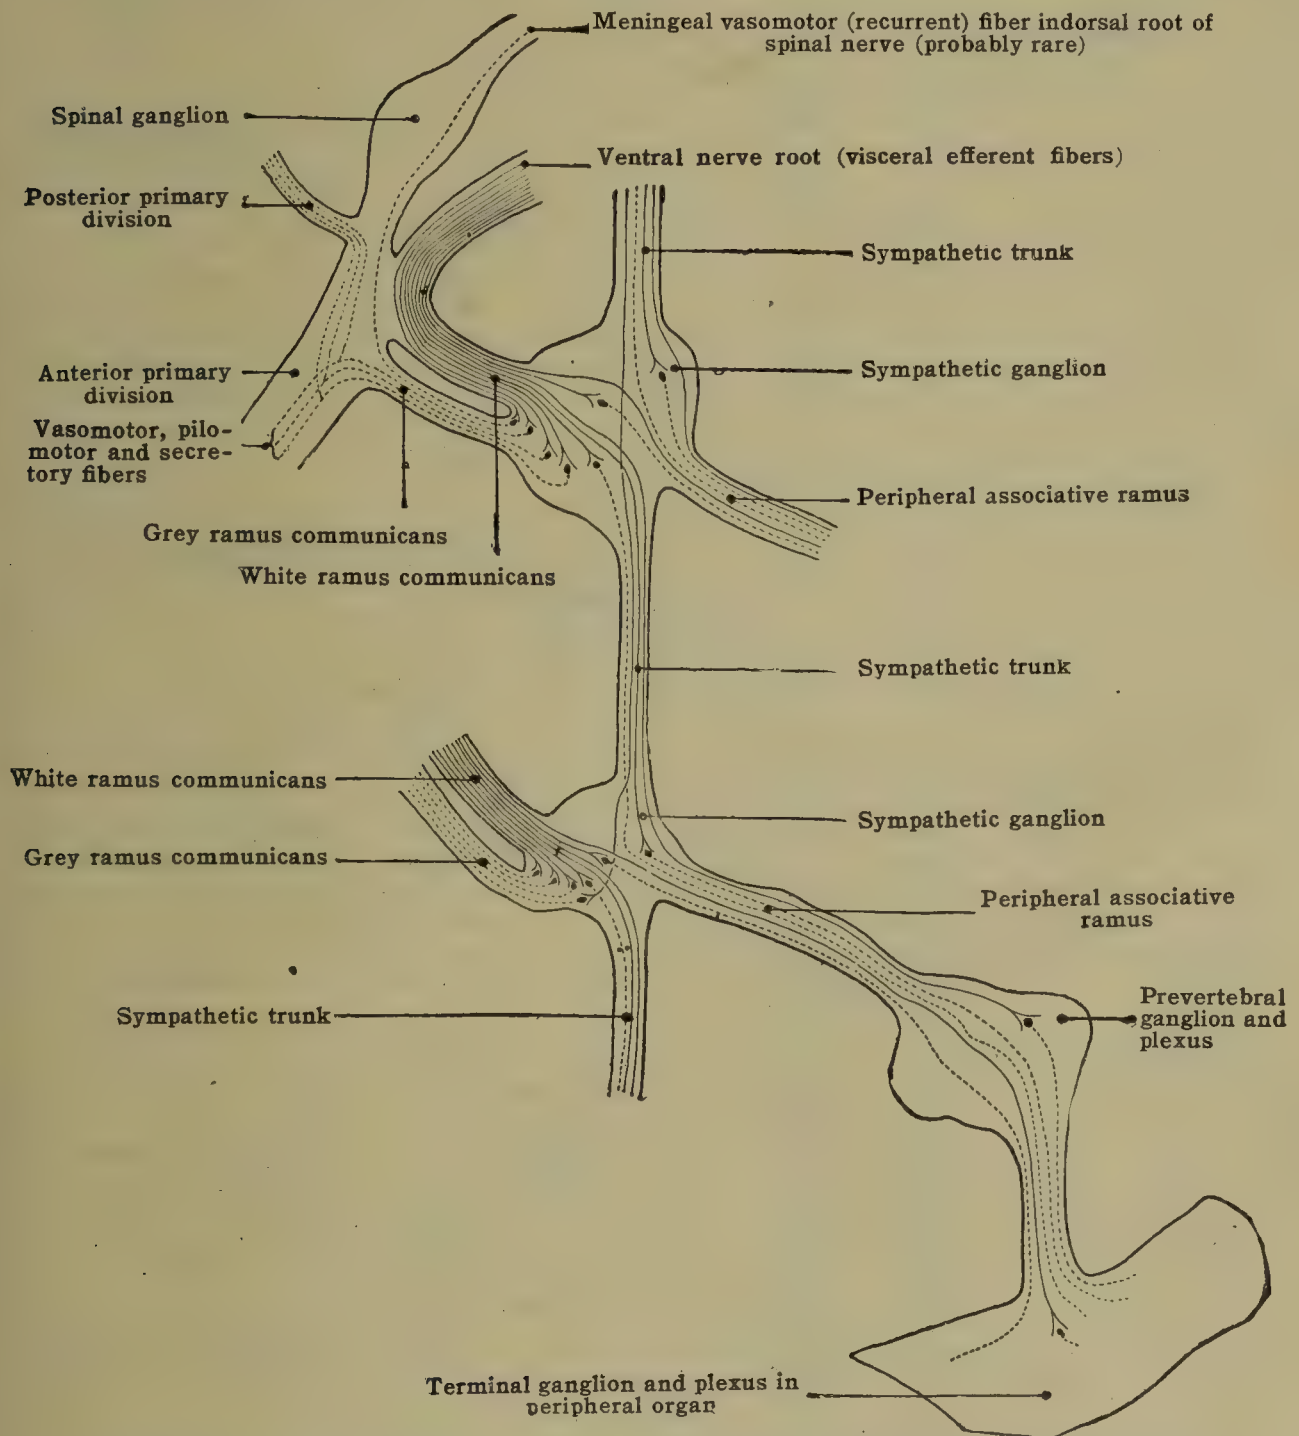 Meningeal vasomotor (recurrent) fiber indorsal root of
spinal nerve (probably rare)
Spinal ganglion
Ventral nerve root (visceral efferent fibers)
Posterior primary
division
Sympathetic trunk
Anterior primary
division
Sympathetic ganglion
Vasomotor, pilo-
motor and secre-
tory fibers
Peripheral associative ramus
Grey ramus communicans
White ramus communicans
Sympathetic trunk
White ramus communicans
Sympathetic ganglion
Grey ramus communicans
Peripheral associative
ramus
Sympathetic trunk
Prevertebral
ganglion and
plexus
Terminal ganglion and plexus in
peripheral organ